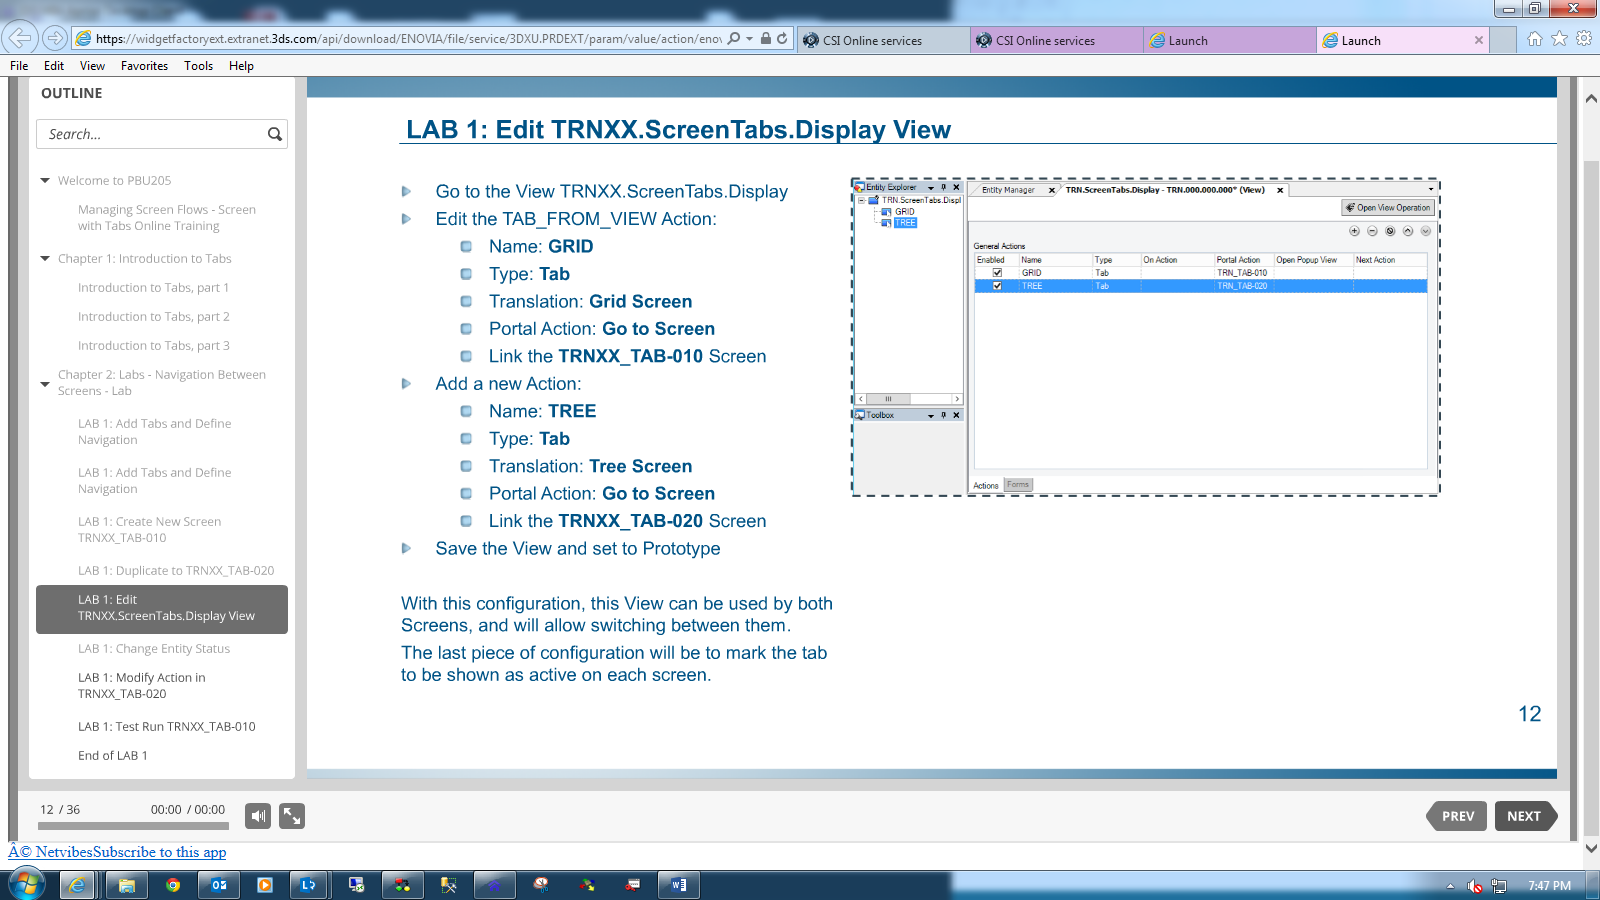 https://widgetfactoryext.extranet.3ds.com/api/download/ENOVIA/file/service/3DXU.PRDEXT/param/value/action/enov
CSI Online services
CSI Online services
Launch
Launch
File Edit View Favorites Tools Help
OUTLINE
Search...
Welcome to PBU205
Managing Screen Flows - Screen
with Tabs Online Training
Chapter 1: Introduction to Tabs
Introduction to Tabs, part 1
Introduction to Tabs, part 2
Introduction to Tabs, part 3
Chapter 2: Labs - Navigation Between
Screens - Lab
LAB 1: Add Tabs and Define
Navigation
LAB 1: Add Tabs and Define
Navigation
LAB 1: Create New Screen
TRNXX_TAB-010
LAB 1: Duplicate to TRNXX_TAB-020
LAB 1: Edit
TRNXX.ScreenTabs.Display View
LAB 1: Change Entity Status
LAB 1: Modify Action in
TRNXX_TAB-020
LAB 1: Test Run TRNXX_TAB-010
End of LAB 1
LAB 1: Edit TRNXX.ScreenTabs.Display View
Go to the View TRNXX.ScreenTabs.Display
Edit the TAB_FROM_VIEW Action:
Name: GRID
Type: Tab
Translation: Grid Screen
Portal Action: Go to Screen
Link the TRNXX_TAB-010 Screen
Add a new Action:
Name: TREE
Type: Tab
Translation: Tree Screen
Portal Action: Go to Screen
Link the TRNXX_TAB-020 Screen
Save the View and set to Prototype
With this configuration, this View can be used by both
Screens, and will allow switching between them.
The last piece of configuration will be to mark the tab
to be shown as active on each screen.
Entity Explorer
TRN.ScreenTabs.Displ
GRID
TREE
Toolbox
Entity Manager
TRN.ScreenTabs.Display - TRN.000.000.000* (View)
Open View Operation
General Actions
Enabled Name Type On Action Portal Action Open Popup View Next Action
GRID Tab TRN_TAB-010
TREE Tab TRN_TAB-020
Actions Forms
12
12 / 36 00:00 / 00:00
PREV NEXT
Â© NetvibesSubscribe to this app
7:47 PM